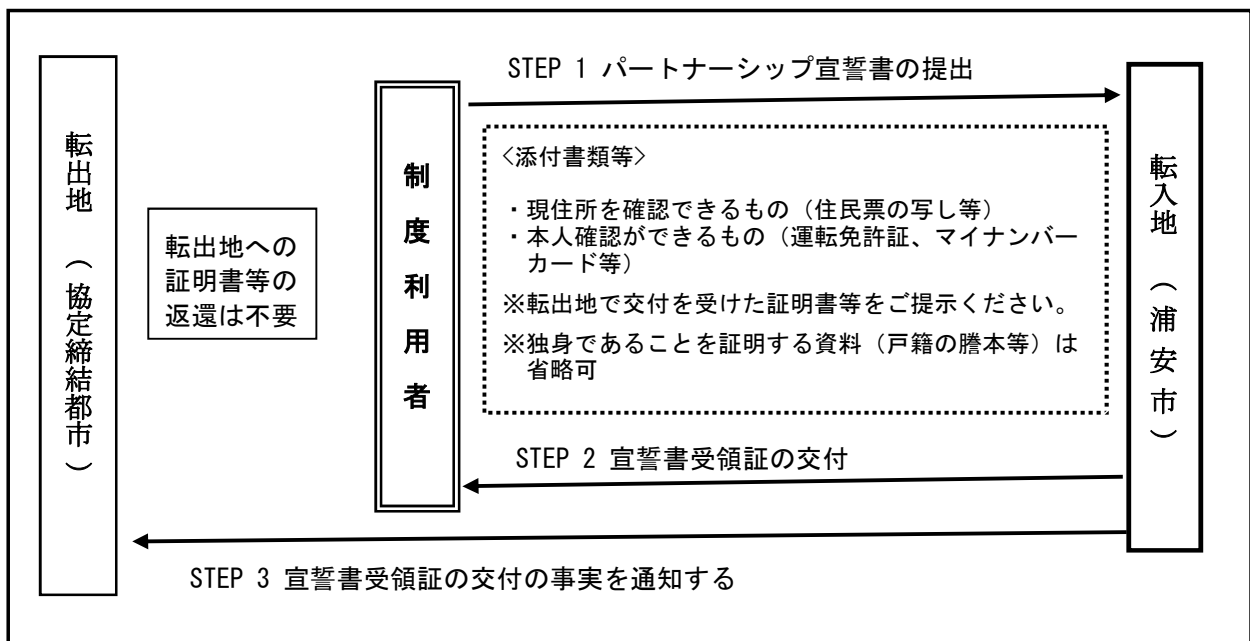 転出地（協定締結都市）
転出地への
証明書等の
返還は不要
制度利用者
STEP 1 パートナーシップ宣誓書の提出
<添付書類等>
・現住所を確認できるもの（住民票の写し等）
・本人確認ができるもの（運転免許証、マイナンバー
カード等）
※転出地で交付を受けた証明書等をご提示ください。
※独身であることを証明する資料（戸籍の謄本等）は
省略可
転入地（浦安市）
STEP 2 宣誓書受領証の交付
STEP 3 宣誓書受領証の交付の事実を通知する